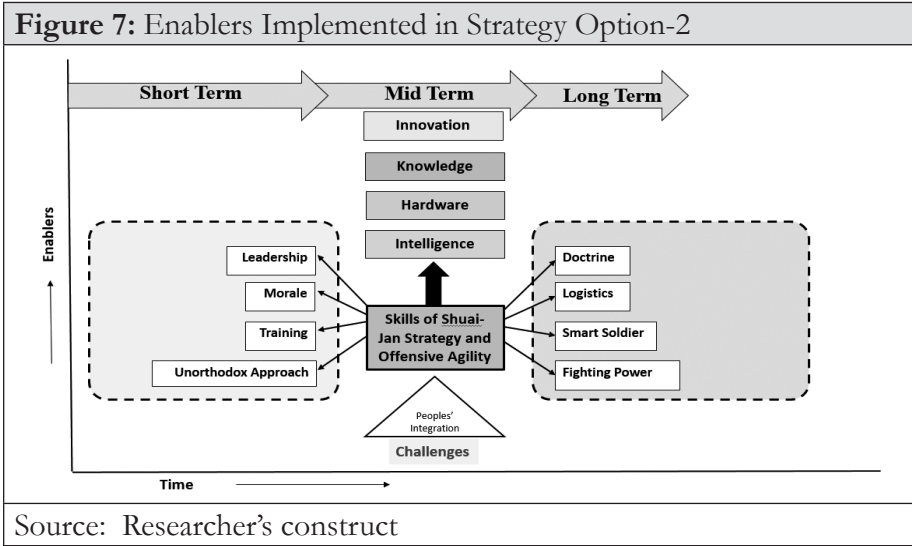 Figure 7: Enablers Implemented in Strategy Option-2
Short Term
Mid Term
Long Term
Innovation
Knowledge
Hardware
Intelligence
Enablers
Leadership
Morale
Training
Unorthodox Approach
Skills of Shuai-
Jan Strategy and
Offensive Agility
Doctrine
Logistics
Smart Soldier
Fighting Power
Peoples'
Integration
Challenges
Time
Source: Researcher's construct